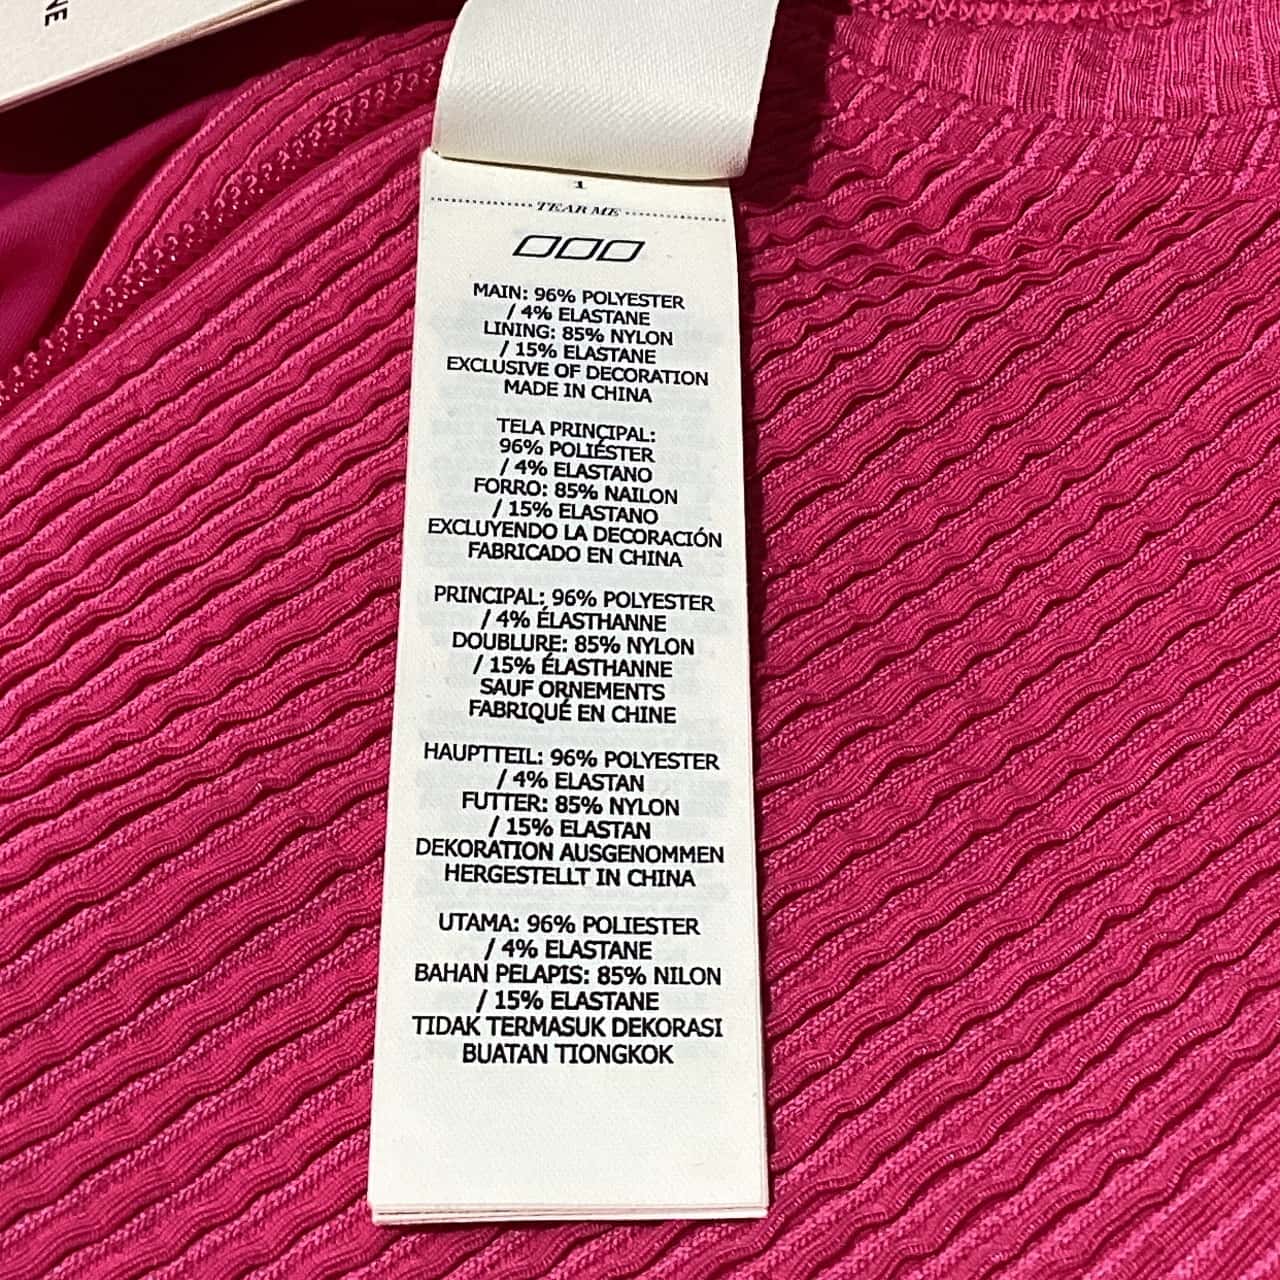 NE
1
TEAR ME
MAIN: 96% POLYESTER
/ 4% ELASTANE
LINING: 85% NYLON
/ 15% ELASTANE
EXCLUSIVE OF DECORATION
MADE IN CHINA
TELA PRINCIPAL:
96% POLIÉSTER
/ 4% ELASTANO
FORRO: 85% NAILON
/ 15% ELASTANO
EXCLUYENDO LA DECORACIÓN
FABRICADO EN CHINA
PRINCIPAL: 96% POLYESTER
/ 4% ÉLASTHANNE
DOUBLURE: 85% NYLON
/ 15% ÉLASTHANNE
SAUF ORNEMENTS
FABRIQUÉ EN CHINE
HAUPTTEIL: 96% POLYESTER
/ 4% ELASTAN
FUTTER: 85% NYLON
/ 15% ELASTAN
DEKORATION AUSGENOMMEN
HERGESTELLT IN CHINA
UTAMA: 96% POLIESTER
/ 4% ELASTANE
BAHAN PELAPIS: 85% NILON
/ 15% ELASTANE
TIDAK TERMASUK DEKORASI
BUATAN TIONGKOK